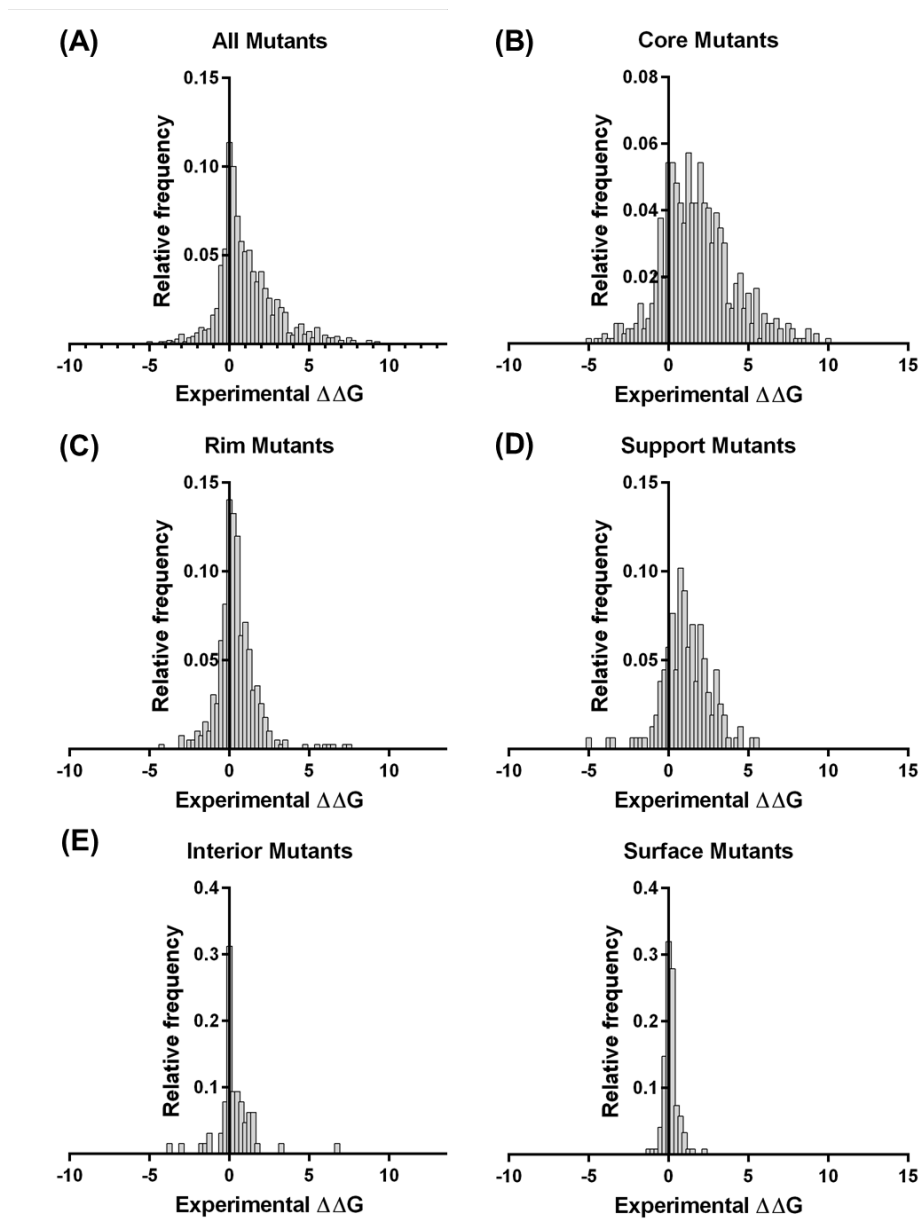 (A)
All Mutants
Relative frequency
0.15
0.10
0.05
-10 -5 0 5 10
Experimental ΔΔG
(B)
Core Mutants
Relative frequency
0.08
0.06
0.04
0.02
-10 -5 0 5 10 15
Experimental ΔΔG
(C)
Rim Mutants
Relative frequency
0.15
0.10
0.05
-10 -5 0 5 10
Experimental ΔΔG
(D)
Support Mutants
Relative frequency
0.15
0.10
0.05
-10 -5 0 5 10 15
Experimental ΔΔG
(E)
Interior Mutants
Relative frequency
0.4
0.3
0.2
0.1
-10 -5 0 5 10
Experimental ΔΔG
Surface Mutants
Relative frequency
0.4
0.3
0.2
0.1
-10 -5 0 5 10 15
Experimental ΔΔG